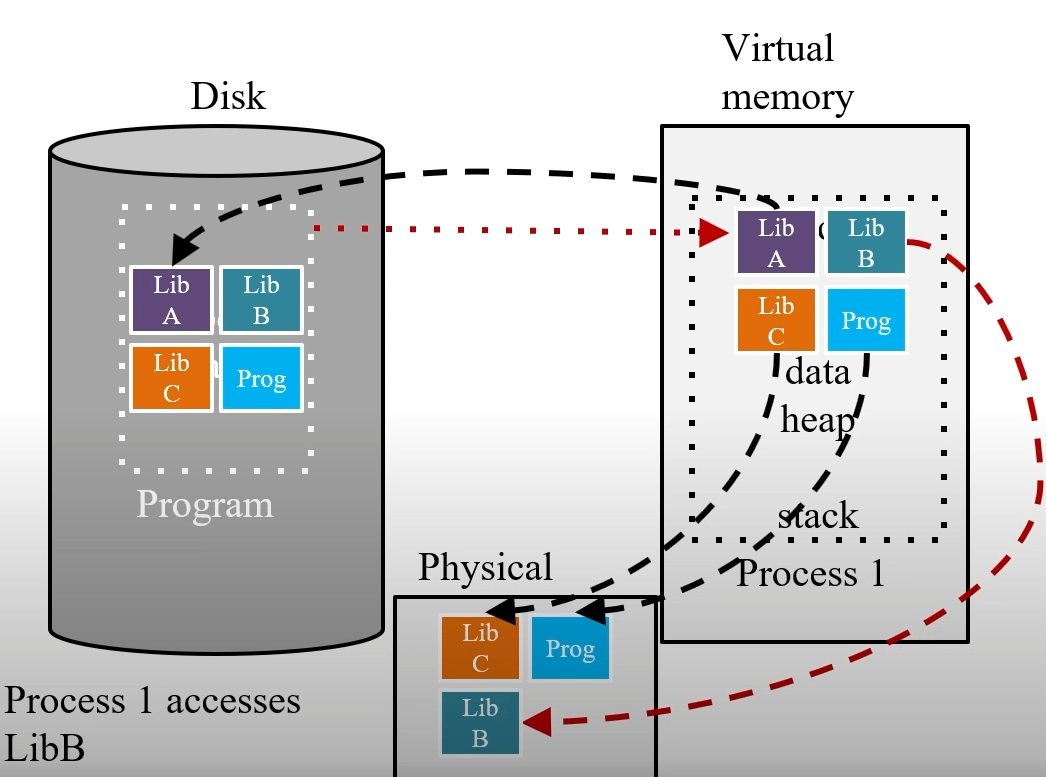 Disk
Virtual
memory
Lib
A
Lib
B
Lib
C
Prog
Program
Lib
A
Lib
B
Lib
C
Prog
data
heap
stack
Process 1
Physical
Lib
C
Prog
Lib
B
Process 1 accesses
LibB